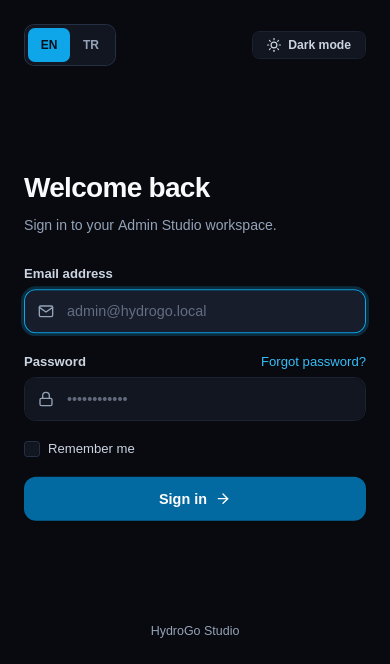 EN TR Dark mode
Welcome back
Sign in to your Admin Studio workspace.
Email address
admin@hydrogo.local
Password Forgot password?
••••••••••••
Remember me
Sign in →
HydroGo Studio